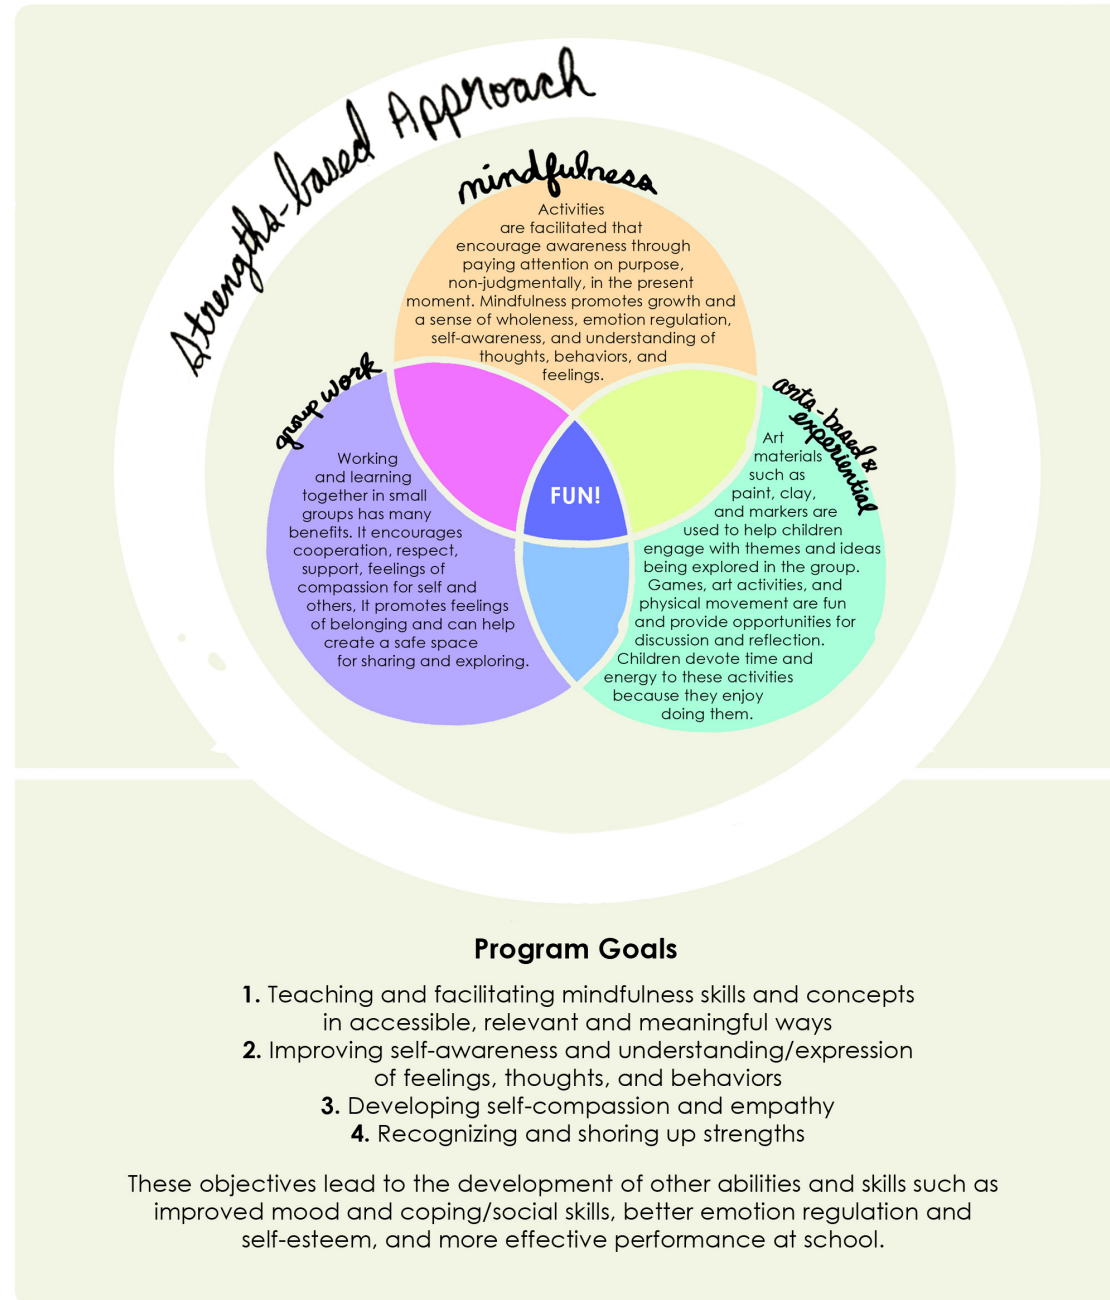 Strengths-based Approach
mindfulness
Activities
are facilitated that
encourage awareness through
paying attention on purpose,
non-judgmentally, in the present
moment. Mindfulness promotes growth and
a sense of wholeness, emotion regulation,
self-awareness, and understanding of
thoughts, behaviors, and
feelings.
group work
Working
and learning
together in small
groups has many
benefits. It encourages
cooperation, respect,
support, feelings of
compassion for self and
others, It promotes feelings
of belonging and can help
create a safe space
for sharing and exploring.
FUN!
arts-based &
experiential
Art
materials
such as
paint, clay,
and markers are
used to help children
engage with themes and ideas
being explored in the group.
Games, art activities, and
physical movement are fun
and provide opportunities for
discussion and reflection.
Children devote time and
energy to these activities
because they enjoy
doing them.
Program Goals
1. Teaching and facilitating mindfulness skills and concepts
in accessible, relevant and meaningful ways
2. Improving self-awareness and understanding/expression
of feelings, thoughts, and behaviors
3. Developing self-compassion and empathy
4. Recognizing and shoring up strengths
These objectives lead to the development of other abilities and skills such as
improved mood and coping/social skills, better emotion regulation and
self-esteem, and more effective performance at school.